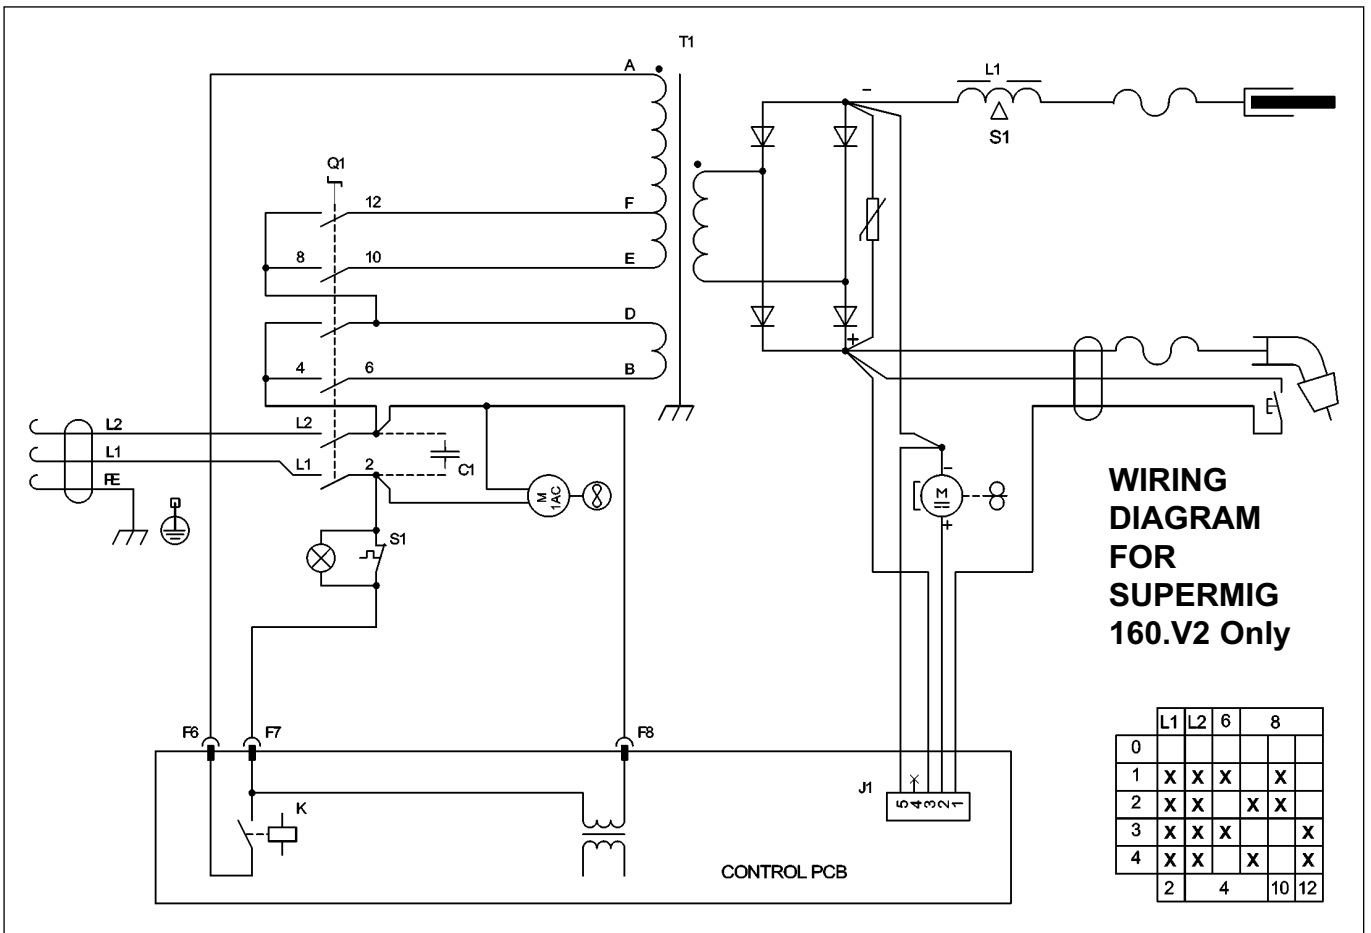 T1
A
L1
S1
-
Q1
12
F
8
10
E
D
+
4
6
B
L2
L2
L1
L1
2
C1
PE
M
1AC
-
M
+
S1
WIRING
DIAGRAM
FOR
SUPERMIG
160.V2 Only
F6
F7
F8
J1
5 4 3 2 1
K
CONTROL PCB
L1 L2 6 8
0
1 X X X X
2 X X X X
3 X X X X
4 X X X X
2 4 10 12